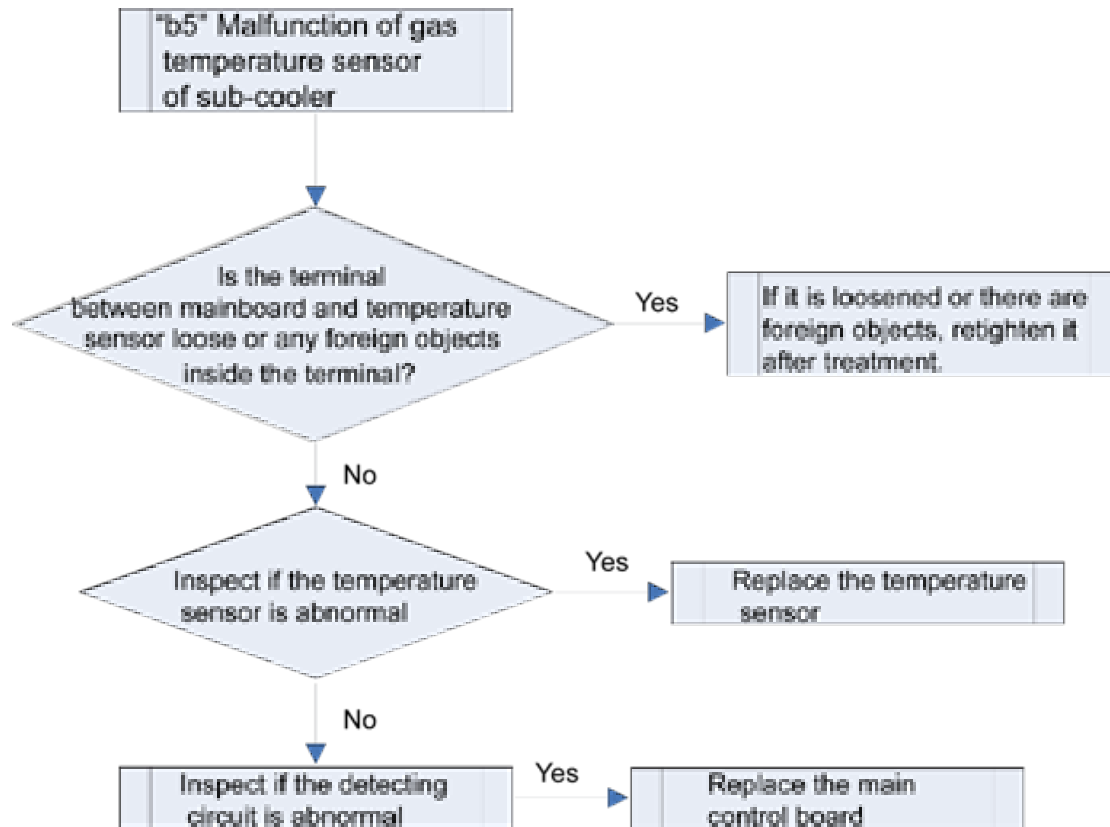 "b5" Malfunction of gas
temperature sensor
of sub-cooler
Is the terminal
between mainboard and temperature
sensor loose or any foreign objects
inside the terminal?
Yes
If it is loosened or there are
foreign objects, retighten it
after treatment.
No
Inspect if the temperature
sensor is abnormal
Yes
Replace the temperature
sensor
No
Inspect if the detecting
circuit is abnormal
Yes
Replace the main
control board